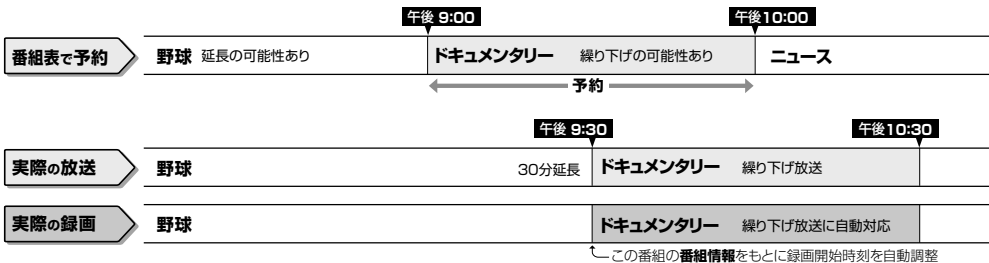 午後 9:00 午後10:00
番組表で予約 野球 延長の可能性あり ドキュメンタリー 繰り下げの可能性あり ニュース
予約
午後 9:30 午後10:30
実際の放送 野球 30分延長 ドキュメンタリー 繰り下げ放送
実際の録画 野球 ドキュメンタリー 繰り下げ放送に自動対応
この番組の番組情報をもとに録画開始時刻を自動調整